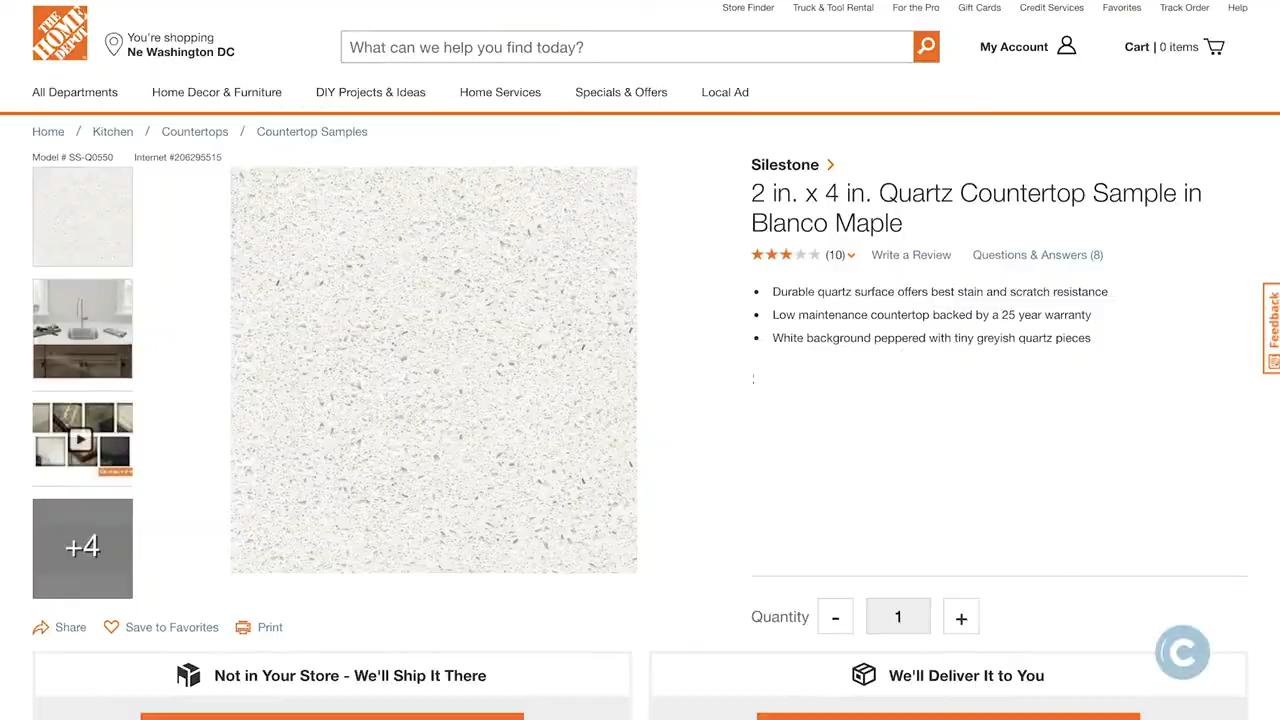 Store Finder
Truck & Tool Rental
For the Pro
Gift Cards
Credit Services
Favorites
Track Order
Help
THE HOME DEPOT
You're shopping
Ne Washington DC
What can we help you find today?
My Account
Cart | 0 items
All Departments
Home Decor & Furniture
DIY Projects & Ideas
Home Services
Specials & Offers
Local Ad
Home / Kitchen / Countertops / Countertop Samples
Model # SS-Q0550
Internet #206295515
Silestone
2 in. x 4 in. Quartz Countertop Sample in
Blanco Maple
(10)
Write a Review
Questions & Answers (8)
• Durable quartz surface offers best stain and scratch resistance
• Low maintenance countertop backed by a 25 year warranty
• White background peppered with tiny greyish quartz pieces
Feedback
+4
Quantity
-
1
+
Share
Save to Favorites
Print
C
Not in Your Store - We'll Ship It There
We'll Deliver It to You